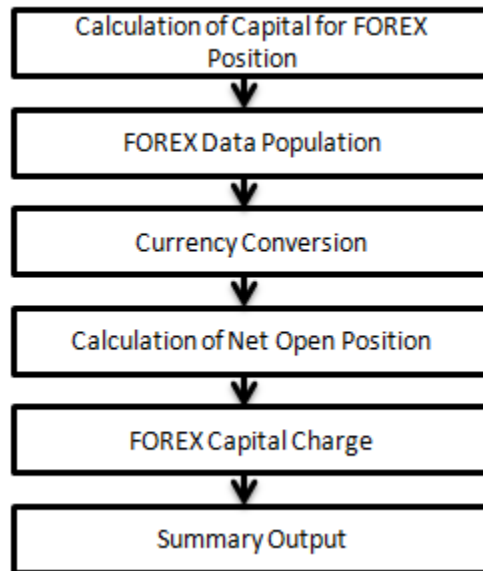 Calculation of Capital for FOREX
Position
FOREX Data Population
Currency Conversion
Calculation of Net Open Position
FOREX Capital Charge
Summary Output